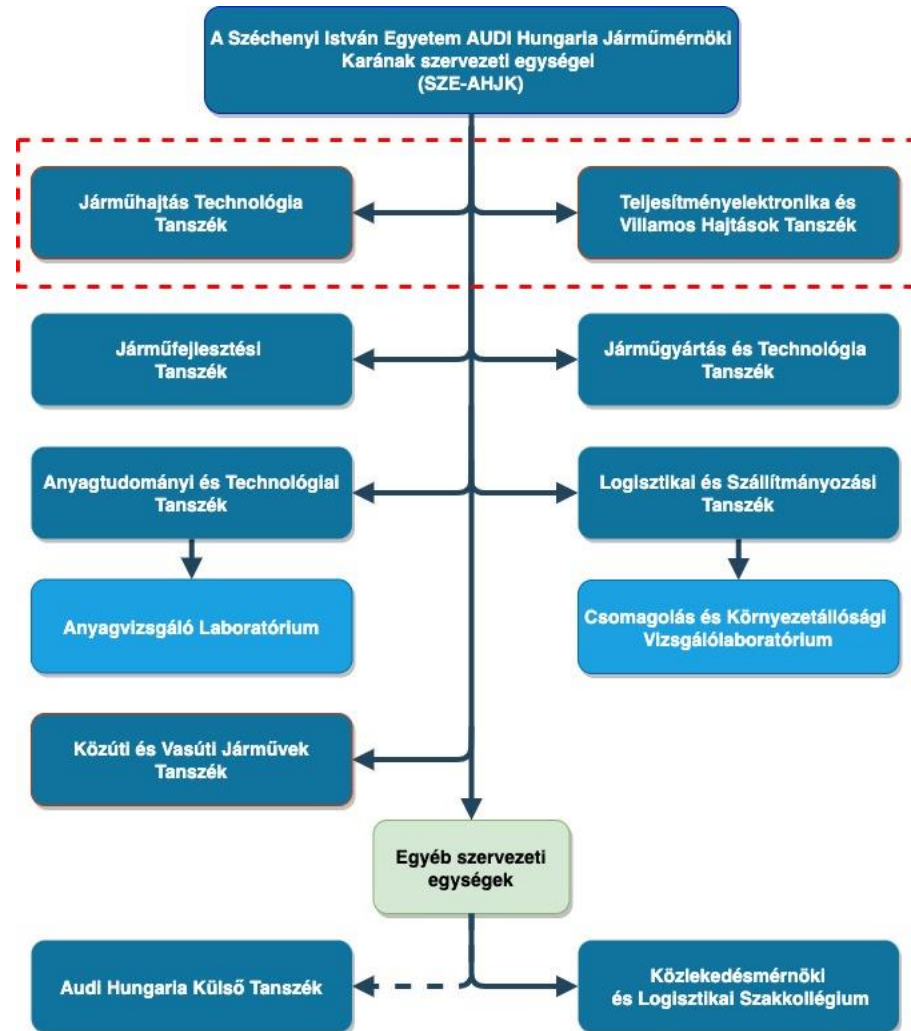 A Széchenyi István Egyetem AUDI Hungaria Járműmérnöki
Karának szervezeti egységei
(SZE-AHJK)
Járműhajtás Technológia
Tanszék
Teljesítményelektronika és
Villamos Hajtások Tanszék
Járműfejlesztési
Tanszék
Járműgyártás és Technológia
Tanszék
Anyagtudományi és Technológiai
Tanszék
Logisztikai és Szállítmányozási
Tanszék
Anyagvizsgáló Laboratórium
Csomagolás és Környezetállósági
Vizsgálólaboratórium
Közúti és Vasúti Járművek
Tanszék
Egyéb szervezeti
egységek
Audi Hungaria Külső Tanszék
Közlekedésmérnöki
és Logisztikai Szakkollégium